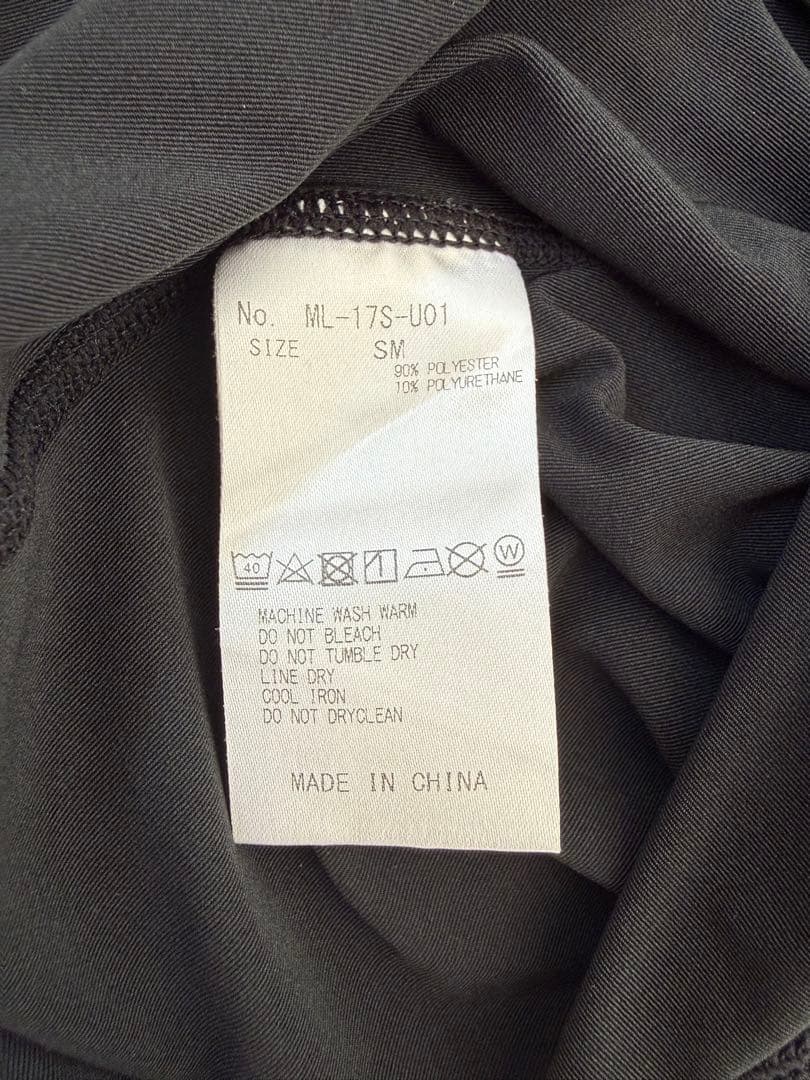 No. ML-17S-U01
SIZE SM
90% POLYESTER
10% POLYURETHANE
40 W
MACHINE WASH WARM
DO NOT BLEACH
DO NOT TUMBLE DRY
LINE DRY
COOL IRON
DO NOT DRYCLEAN
MADE IN CHINA